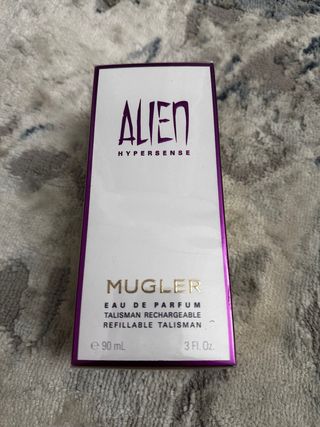 ALIEN
HYPERSENSE
MUGLER
EAU DE PARFUM
TALISMAN RECHARGEABLE
REFILLABLE TALISMAN
℮ 90 mL 3 Fl. Oz.